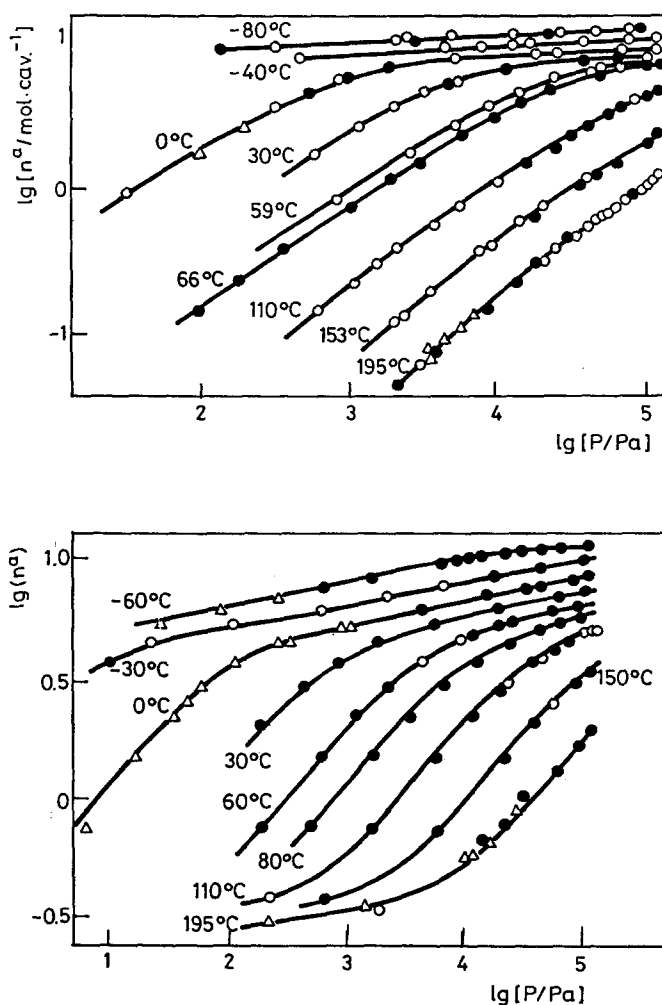 lg [nᵃ/mol.cav.⁻¹]
1
0
-1
-80°C
-40°C
0°C
30°C
59°C
66°C
110°C
153°C
195°C
2
3
4
5
lg [P/Pa]
lg (nᵃ)
1.0
0.5
0
-0.5
-60°C
-30°C
0°C
30°C
60°C
80°C
110°C
195°C
150°C
1
2
3
4
5
lg [P/Pa]